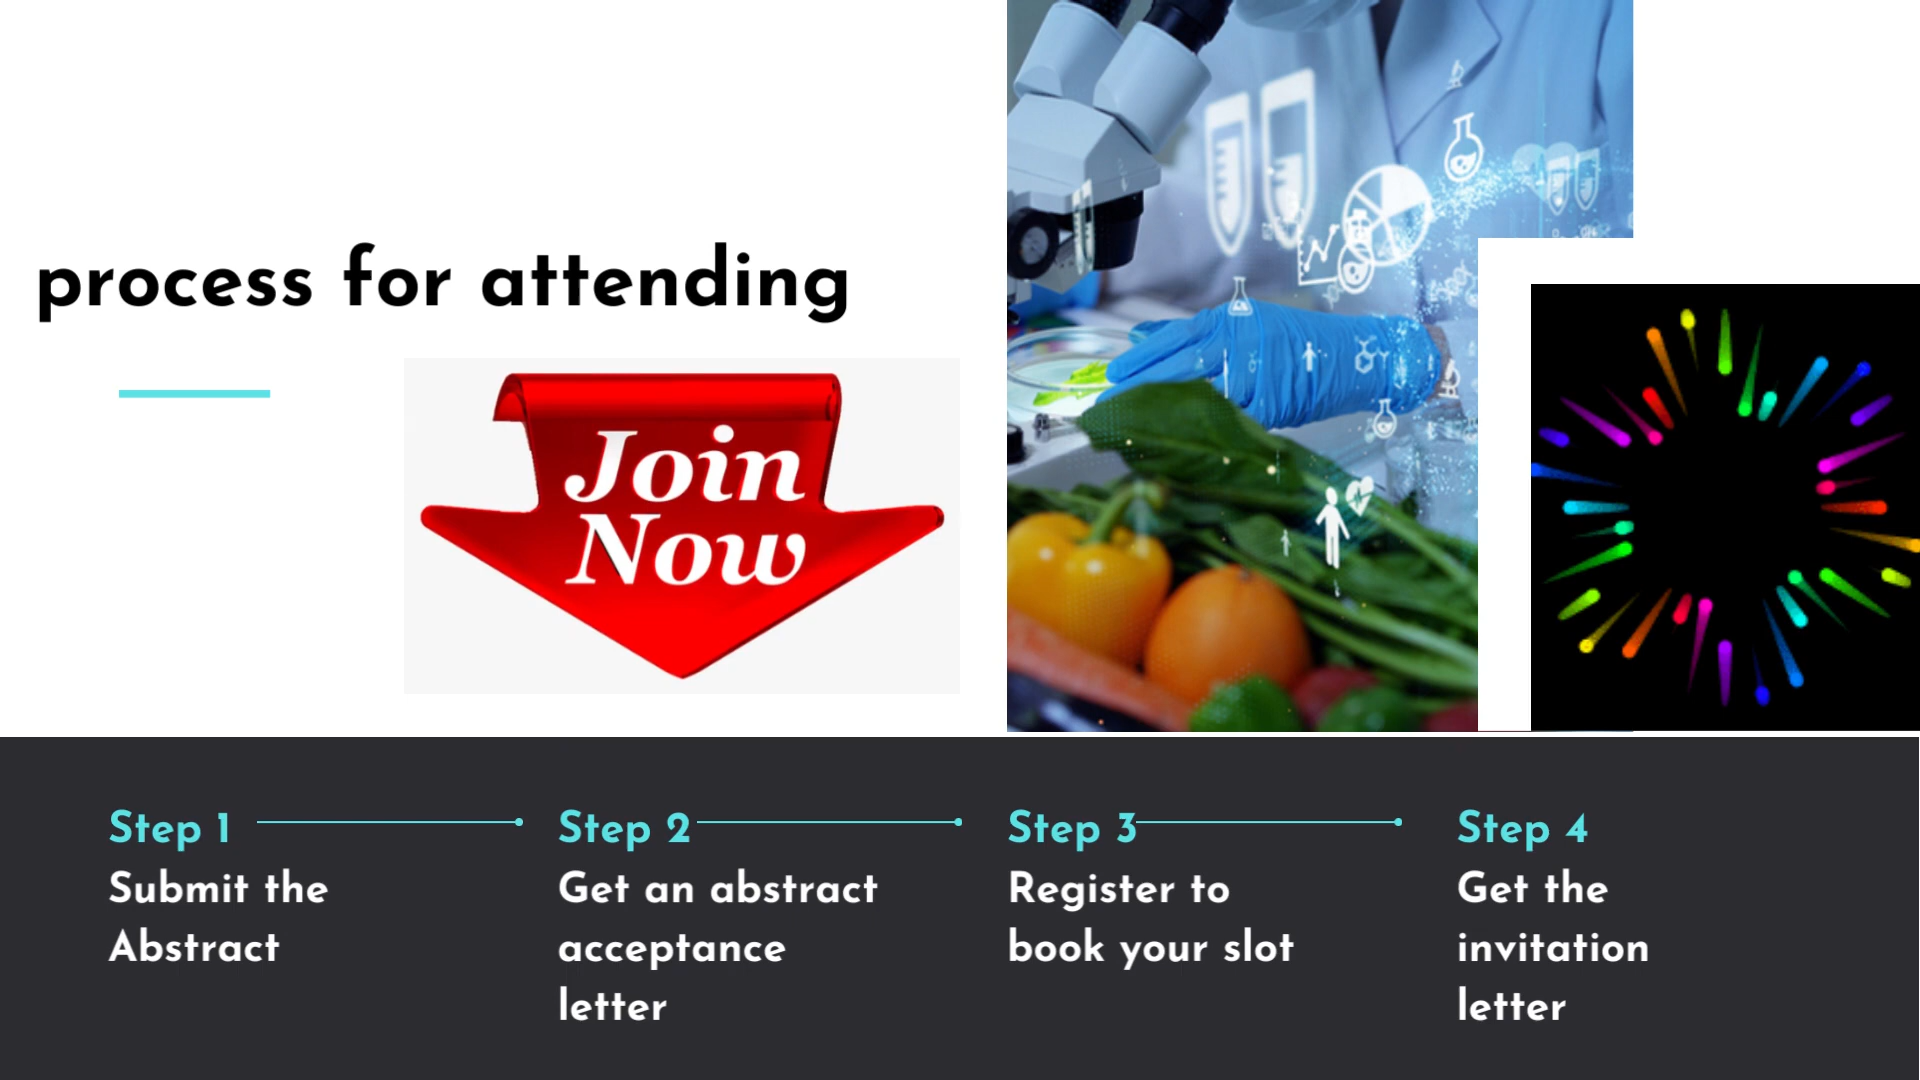 process for attending
Join
Now
Step 1
Submit the
Abstract
Step 2
Get an abstract
acceptance
letter
Step 3
Register to
book your slot
Step 4
Get the
invitation
letter